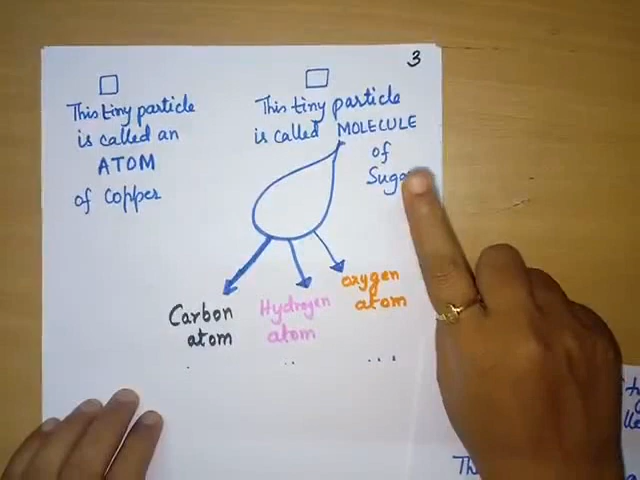 3
This tiny particle
is called an
ATOM
of Copper
This tiny particle
is called MOLECULE
of
Carbon
atom
Hydrogen
atom
Oxygen
atom